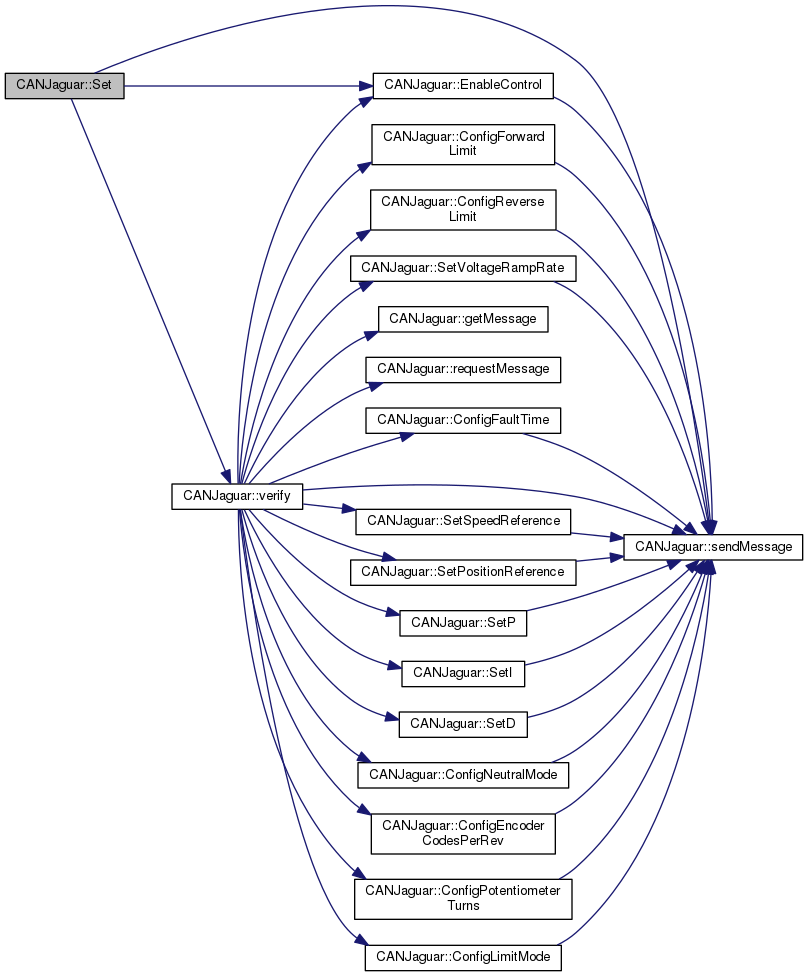 CANJaguar::Set
CANJaguar::EnableControl
CANJaguar::ConfigForward
Limit
CANJaguar::ConfigReverse
Limit
CANJaguar::SetVoltageRampRate
CANJaguar::getMessage
CANJaguar::requestMessage
CANJaguar::ConfigFaultTime
CANJaguar::verify
CANJaguar::SetSpeedReference
CANJaguar::sendMessage
CANJaguar::SetPositionReference
CANJaguar::SetP
CANJaguar::SetI
CANJaguar::SetD
CANJaguar::ConfigNeutralMode
CANJaguar::ConfigEncoder
CodesPerRev
CANJaguar::ConfigPotentiometer
Turns
CANJaguar::ConfigLimitMode